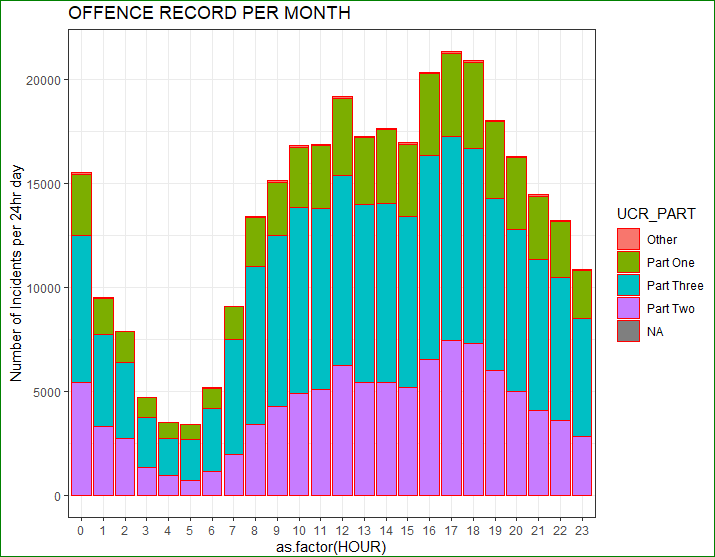 OFFENCE RECORD PER MONTH
Number of Incidents per 24hr day
20000
15000
10000
5000
0
0 1 2 3 4 5 6 7 8 9 10 11 12 13 14 15 16 17 18 19 20 21 22 23
as.factor(HOUR)
UCR_PART
Other
Part One
Part Three
Part Two
NA